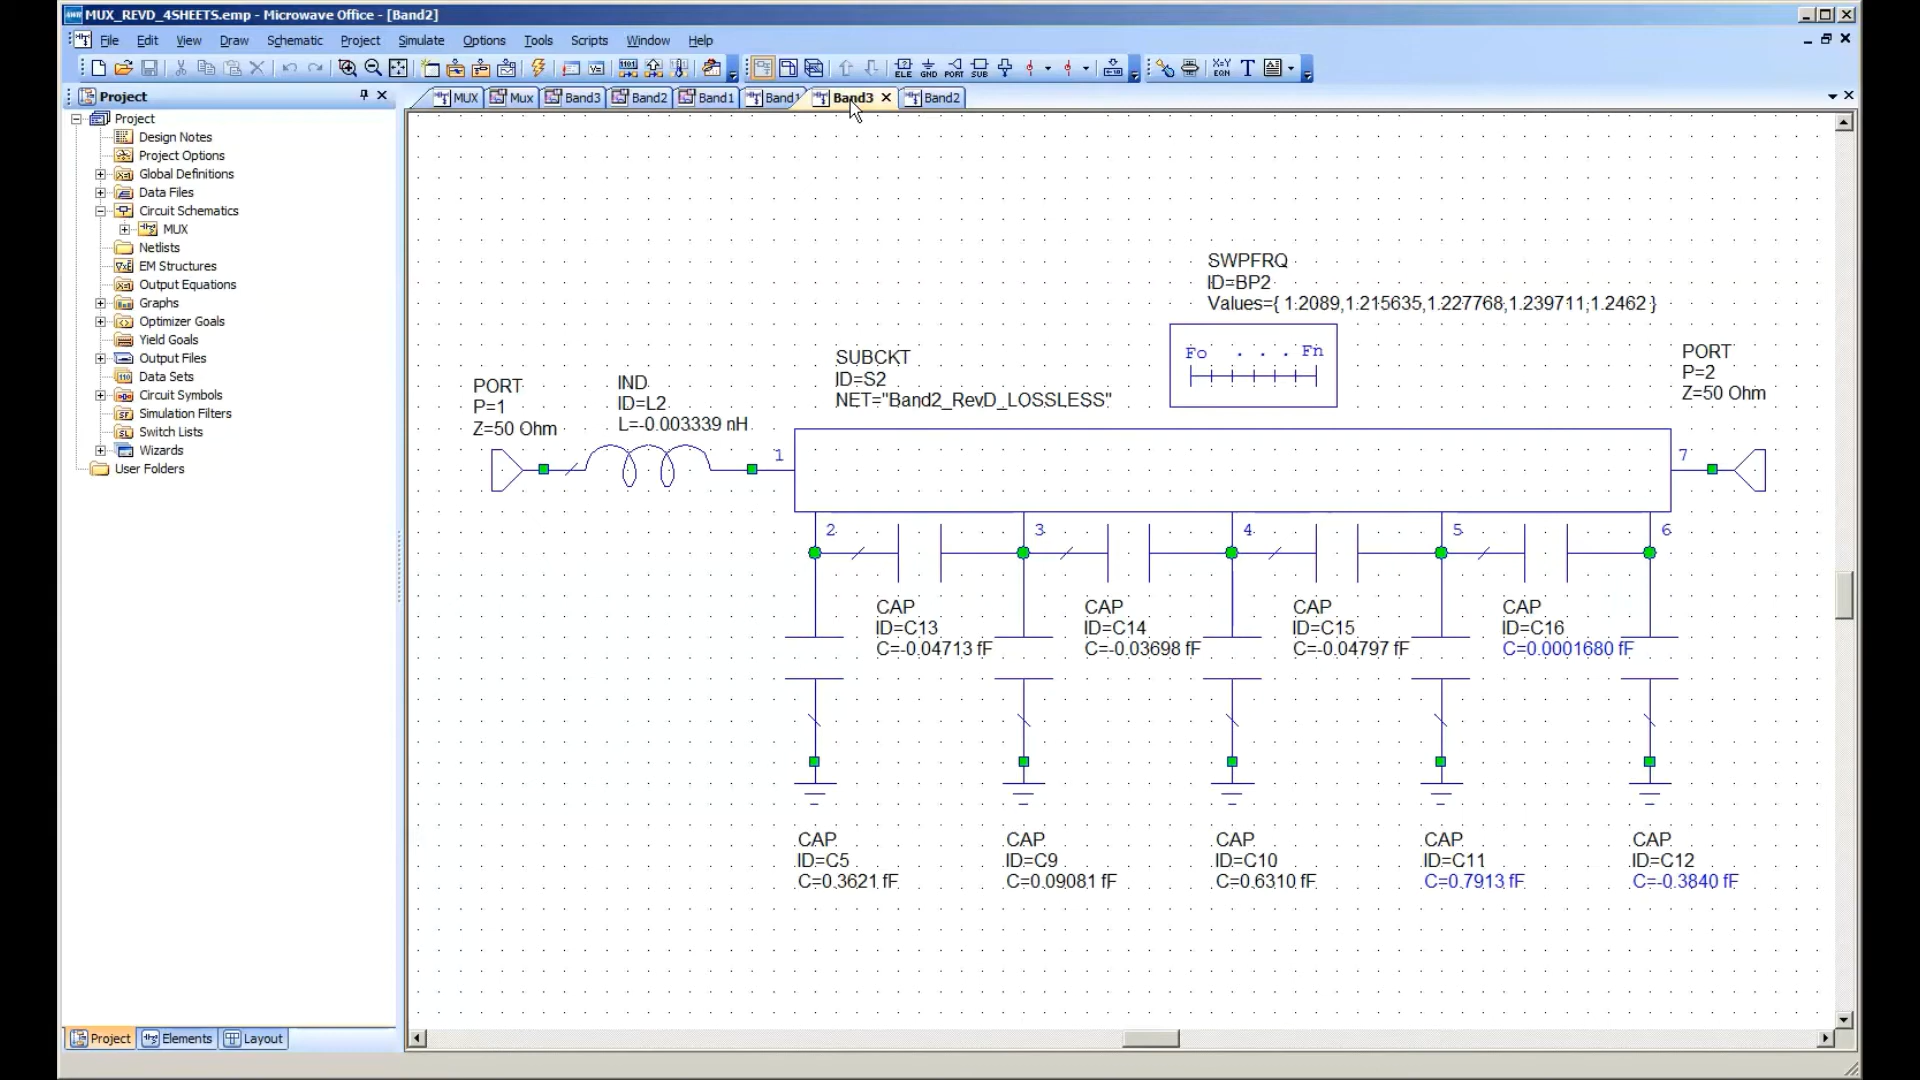 MUX_REVD_4SHEETS.emp - Microwave Office - [Band2]
File Edit View Draw Schematic Project Simulate Options Tools Scripts Window Help
ELE GND PORT SUB X=Y EQN T
Project
MUX Mux Band3 Band2 Band1 Band1 Band3 Band2
Project
Design Notes
Project Options
Global Definitions
Data Files
Circuit Schematics
MUX
Netlists
EM Structures
Output Equations
Graphs
Optimizer Goals
Yield Goals
Output Files
Data Sets
Circuit Symbols
Simulation Filters
Switch Lists
Wizards
User Folders
Project Elements Layout
SWPFRQ
ID=BP2
Values={ 1.2089,1.215635,1.227768,1.239711,1.2462 }
Fo . . . Fn
PORT
P=1
Z=50 Ohm
IND
ID=L2
L=-0.003339 nH
SUBCKT
ID=S2
NET="Band2_RevD_LOSSLESS"
PORT
P=2
Z=50 Ohm
1
7
2
3
4
5
6
CAP
ID=C13
C=-0.04713 fF
CAP
ID=C14
C=-0.03698 fF
CAP
ID=C15
C=-0.04797 fF
CAP
ID=C16
C=0.0001680 fF
CAP
ID=C5
C=0.3621 fF
CAP
ID=C9
C=0.09081 fF
CAP
ID=C10
C=0.6310 fF
CAP
ID=C11
C=0.7913 fF
CAP
ID=C12
C=-0.3840 fF